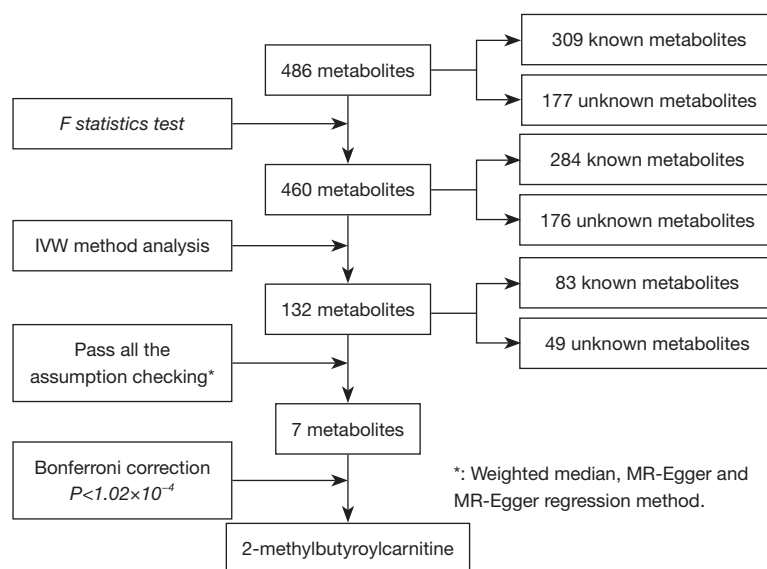 309 known metabolites
486 metabolites
177 unknown metabolites
F statistics test
284 known metabolites
460 metabolites
176 unknown metabolites
IVW method analysis
83 known metabolites
132 metabolites
49 unknown metabolites
Pass all the
assumption checking*
7 metabolites
Bonferroni correction
P<1.02×10⁻⁴
*: Weighted median, MR-Egger and
MR-Egger regression method.
2-methylbutyroylcarnitine